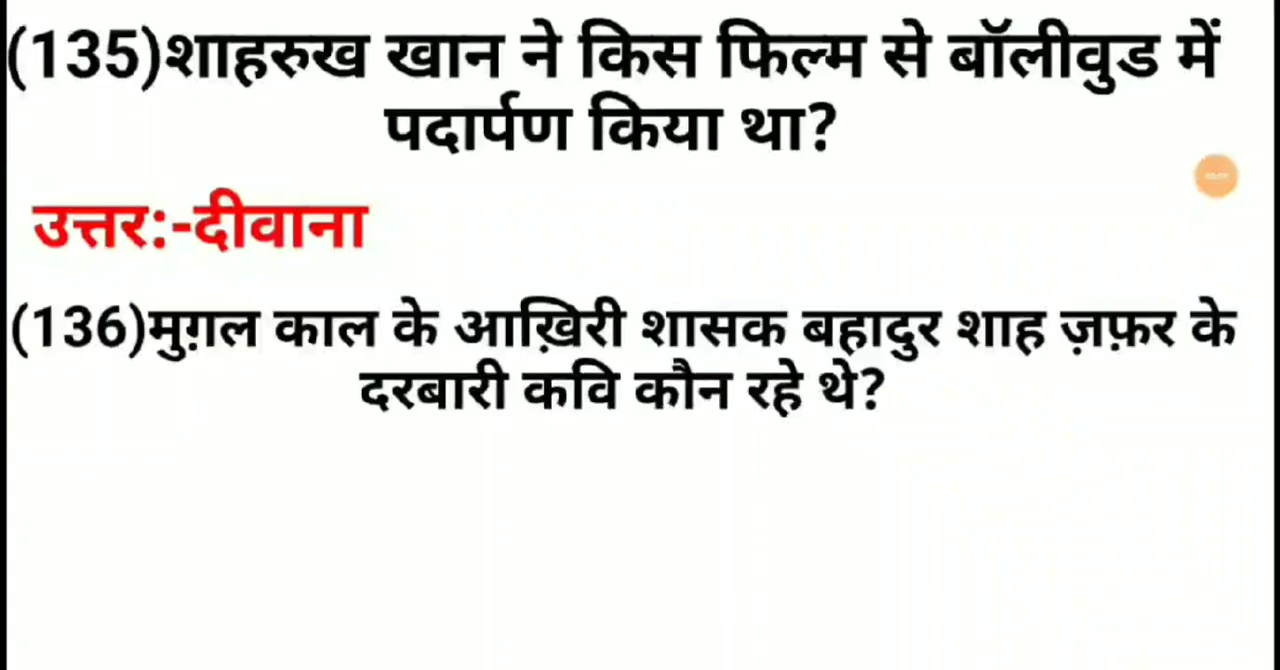 (135)शाहरुख खान ने किस फिल्म से बॉलीवुड में
पदार्पण किया था?
उत्तर:-दीवाना
(136)मुग़ल काल के आख़िरी शासक बहादुर शाह ज़फ़र के
दरबारी कवि कौन रहे थे?